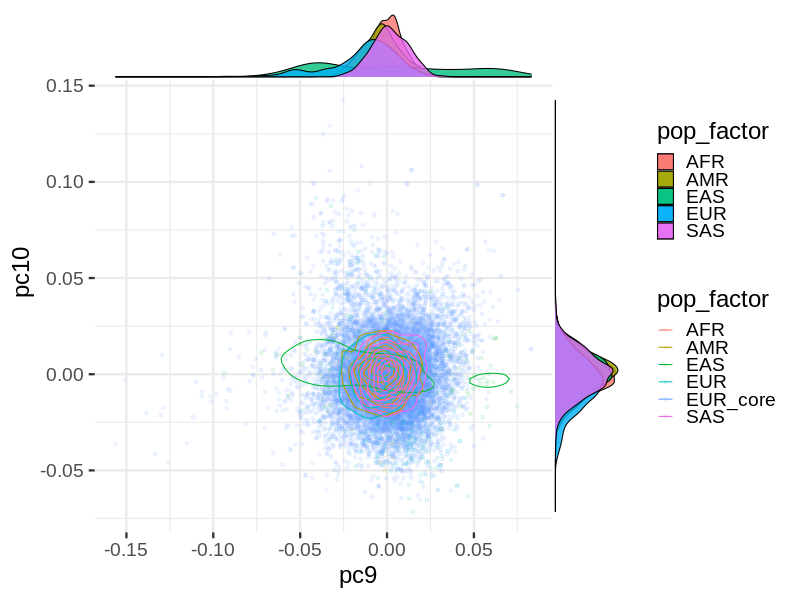 0.15
0.10
0.05
0.00
-0.05
pc10
-0.15
-0.10
-0.05
0.00
0.05
pc9
pop_factor
AFR
AMR
EAS
EUR
SAS
pop_factor
AFR
AMR
EAS
EUR
EUR_core
SAS